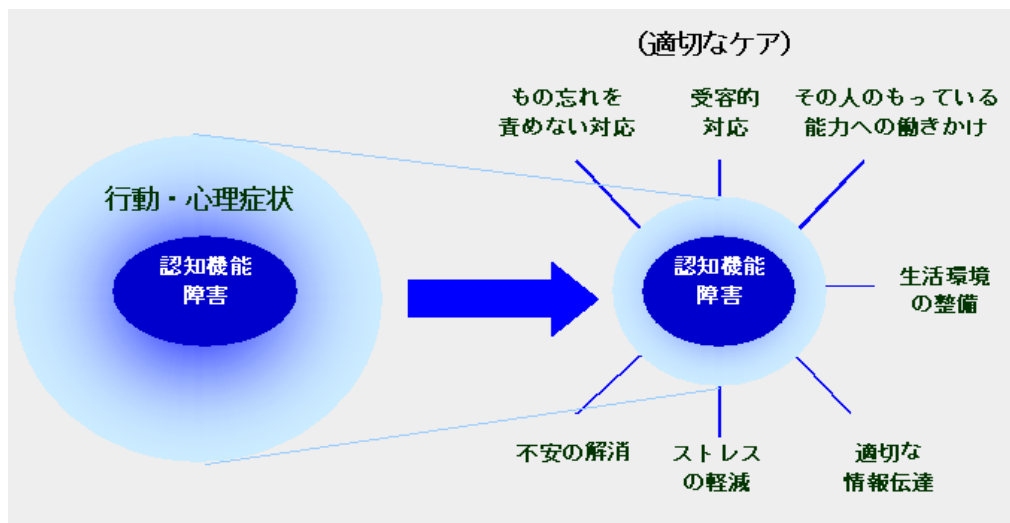 (適切なケア)
もの忘れを
責めない対応
受容的
対応
その人のもっている
能力への働きかけ
行動・心理症状
認知機能
障害
認知機能
障害
生活環境
の整備
不安の解消
ストレス
の軽減
適切な
情報伝達